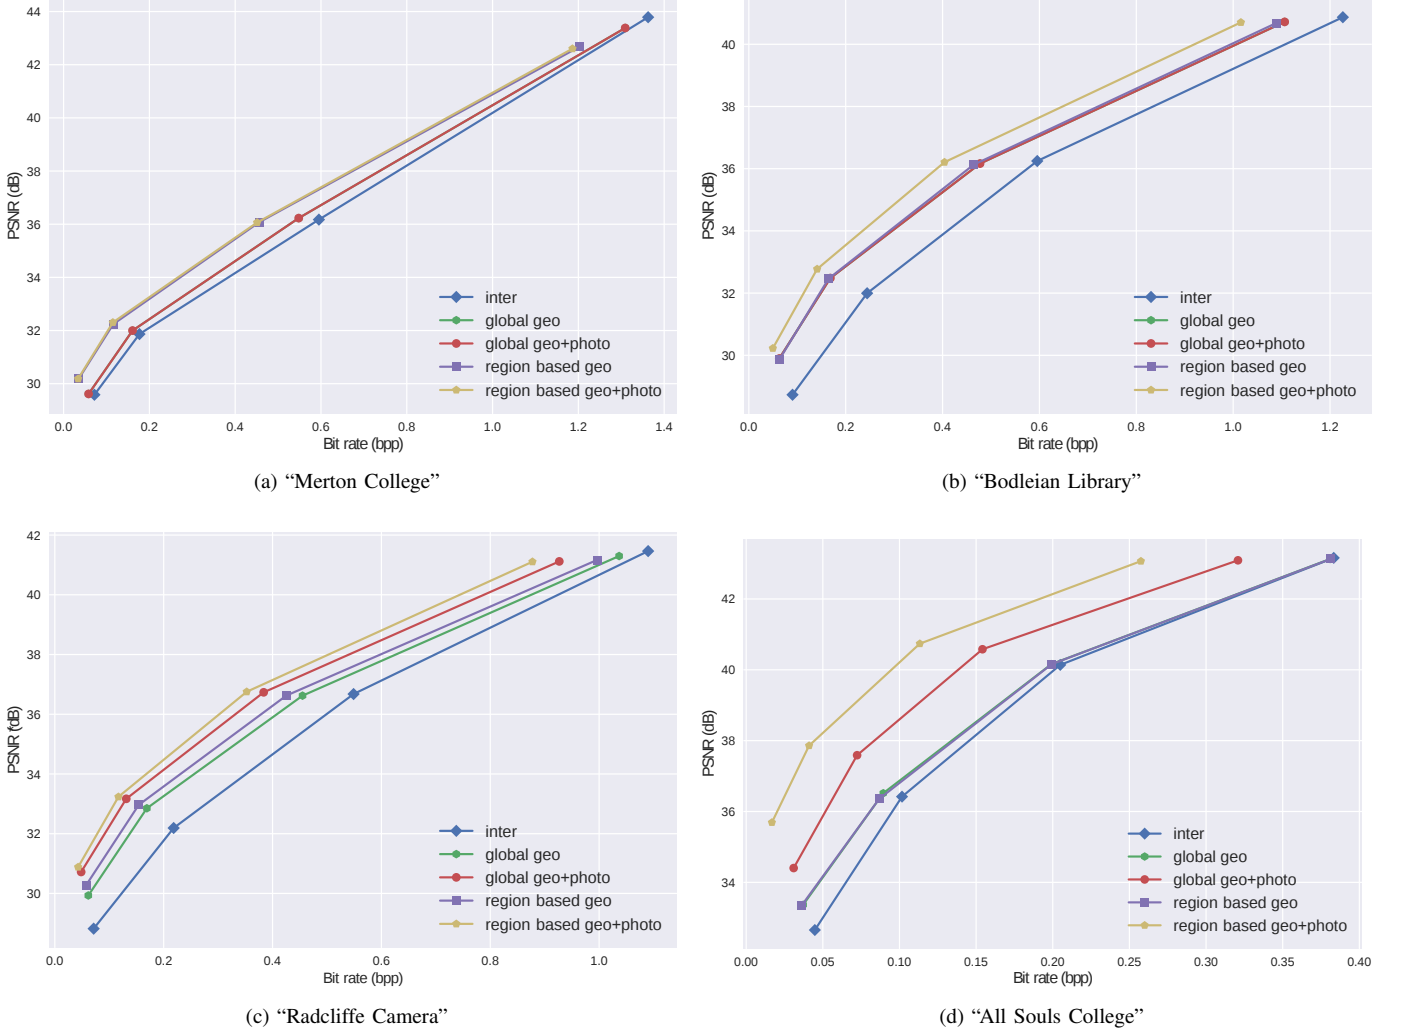 44
42
40
38
36
34
32
30
PSNR (dB)
inter
global geo
global geo+photo
region based geo
region based geo+photo
0.0 0.2 0.4 0.6 0.8 1.0 1.2 1.4
Bit rate (bpp)
(a) “Merton College”
40
38
36
34
32
30
PSNR (dB)
inter
global geo
global geo+photo
region based geo
region based geo+photo
0.0 0.2 0.4 0.6 0.8 1.0 1.2
Bit rate (bpp)
(b) “Bodleian Library”
42
40
38
36
34
32
30
PSNR (dB)
inter
global geo
global geo+photo
region based geo
region based geo+photo
0.0 0.2 0.4 0.6 0.8 1.0
Bit rate (bpp)
(c) “Radcliffe Camera”
42
40
38
36
34
PSNR (dB)
inter
global geo
global geo+photo
region based geo
region based geo+photo
0.00 0.05 0.10 0.15 0.20 0.25 0.30 0.35 0.40
Bit rate (bpp)
(d) “All Souls College”